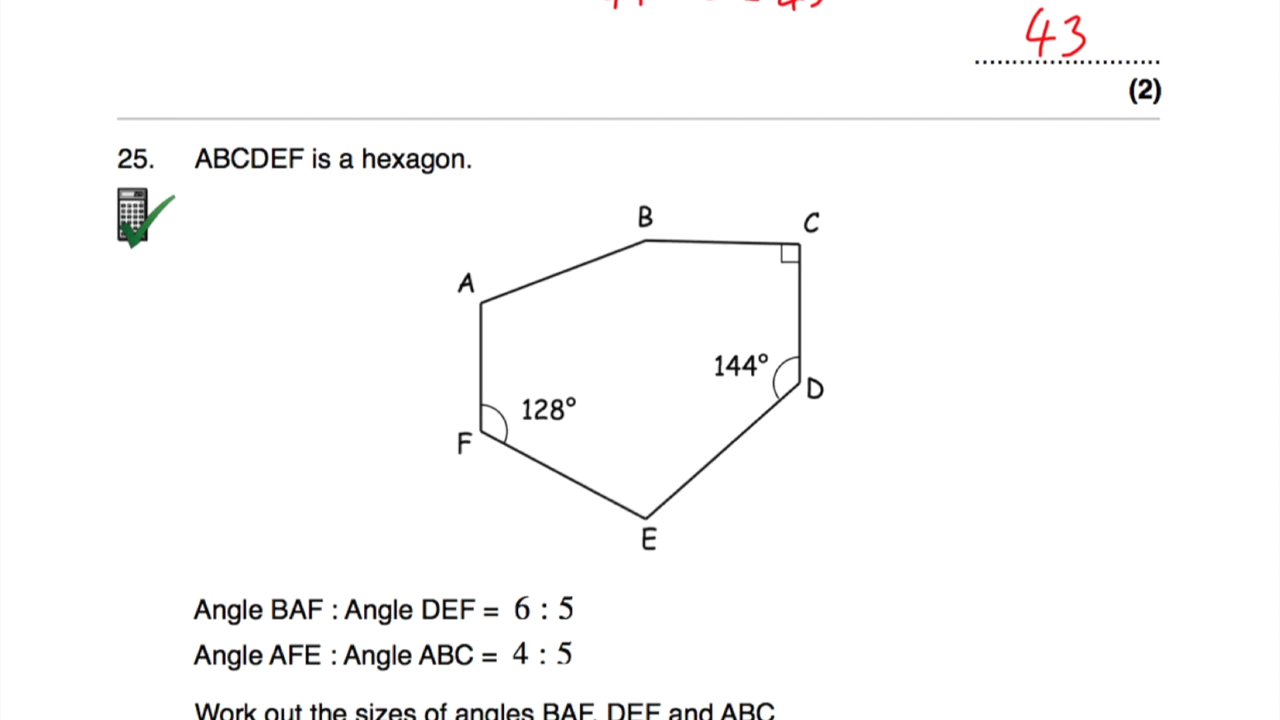 43
(2)
25. ABCDEF is a hexagon.
B
C
A
144°
D
128°
F
E
Angle BAF : Angle DEF = 6 : 5
Angle AFE : Angle ABC = 4 : 5
Work out the sizes of angles BAF, DEF and ABC